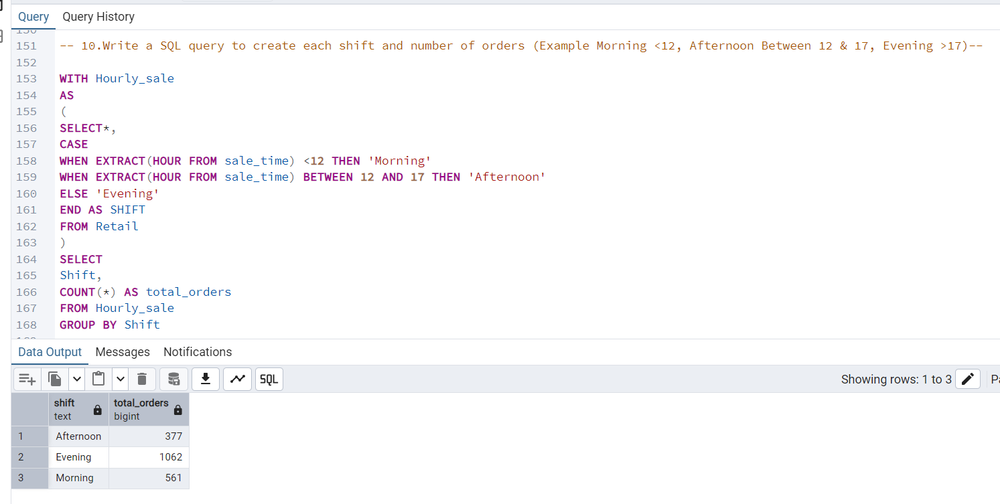 Query Query History
151 -- 10.Write a SQL query to create each shift and number of orders (Example Morning <12, Afternoon Between 12 & 17, Evening >17)--
152
153 WITH Hourly_sale
154 AS
155 (
156 SELECT*,
157 CASE
158 WHEN EXTRACT(HOUR FROM sale_time) <12 THEN 'Morning'
159 WHEN EXTRACT(HOUR FROM sale_time) BETWEEN 12 AND 17 THEN 'Afternoon'
160 ELSE 'Evening'
161 END AS SHIFT
162 FROM Retail
163 )
164 SELECT
165 Shift,
166 COUNT(*) AS total_orders
167 FROM Hourly_sale
168 GROUP BY Shift
Data Output Messages Notifications
SQL Showing rows: 1 to 3
shift total_orders
text bigint
1 Afternoon 377
2 Evening 1062
3 Morning 561